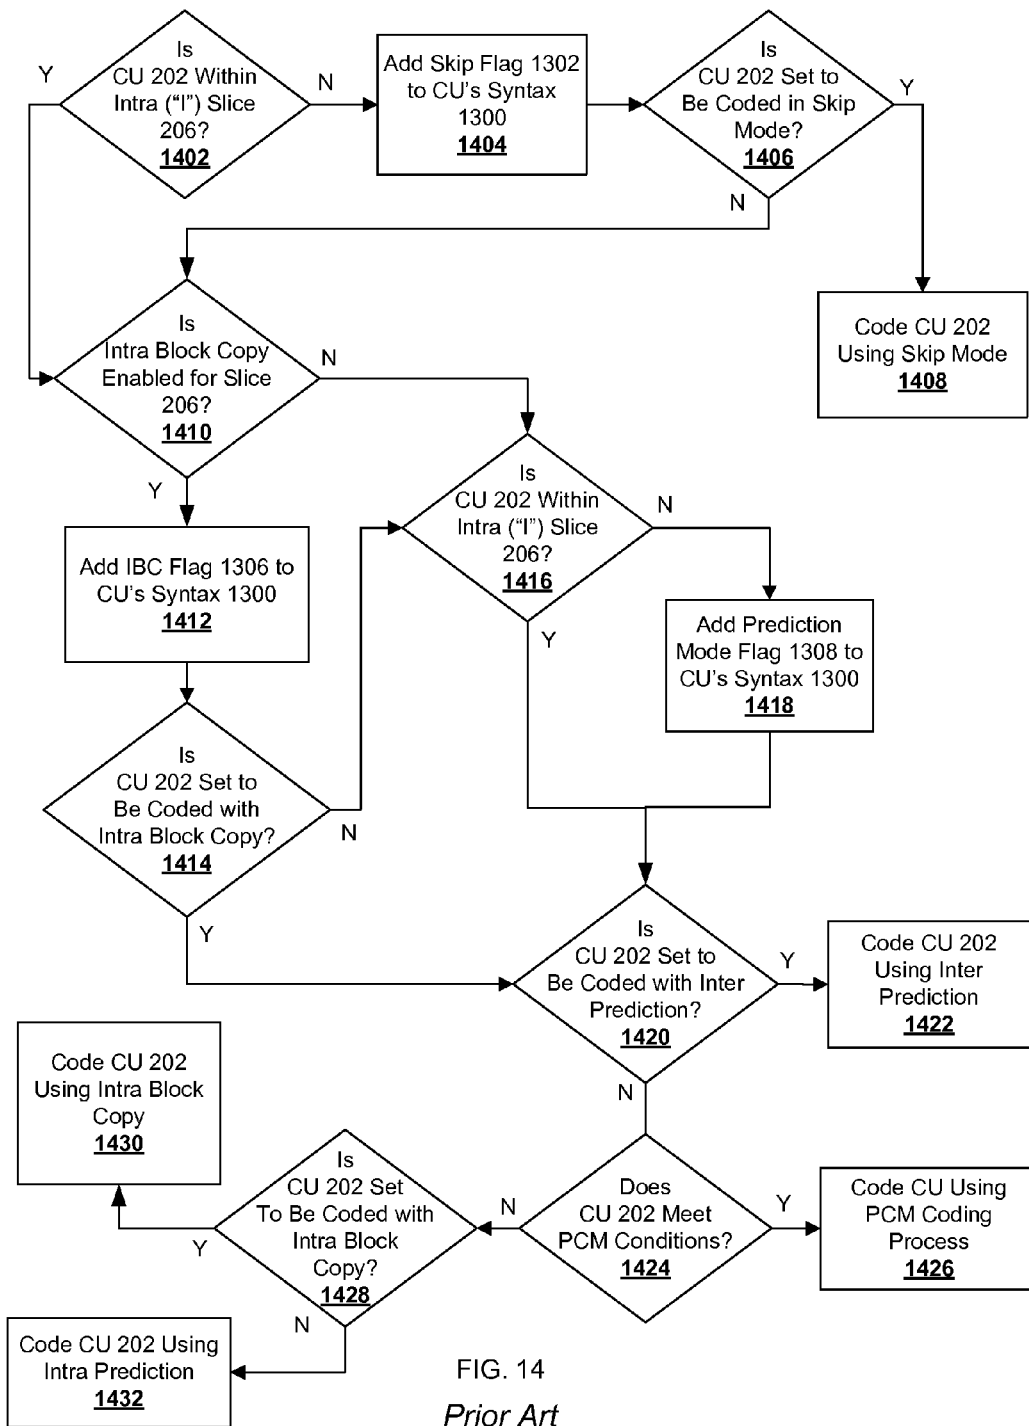 Is
CU 202 Within
Intra (“I”) Slice
206?
1402
Y
N
Add Skip Flag 1302
to CU's Syntax
1300
1404
Is
CU 202 Set to
Be Coded in Skip
Mode?
1406
Y
N
Code CU 202
Using Skip Mode
1408
Is
Intra Block Copy
Enabled for Slice
206?
1410
N
Y
Add IBC Flag 1306 to
CU's Syntax 1300
1412
Is
CU 202 Within
Intra (“I”) Slice
206?
1416
N
Y
Add Prediction
Mode Flag 1308 to
CU's Syntax 1300
1418
Is
CU 202 Set to
Be Coded with
Intra Block Copy?
1414
N
Y
Is
CU 202 Set to
Be Coded with Inter
Prediction?
1420
Y
N
Code CU 202
Using Inter
Prediction
1422
Does
CU 202 Meet
PCM Conditions?
1424
Y
N
Code CU Using
PCM Coding
Process
1426
Is
CU 202 Set
To Be Coded with
Intra Block
Copy?
1428
Y
N
Code CU 202
Using Intra Block
Copy
1430
Code CU 202 Using
Intra Prediction
1432
FIG. 14
Prior Art